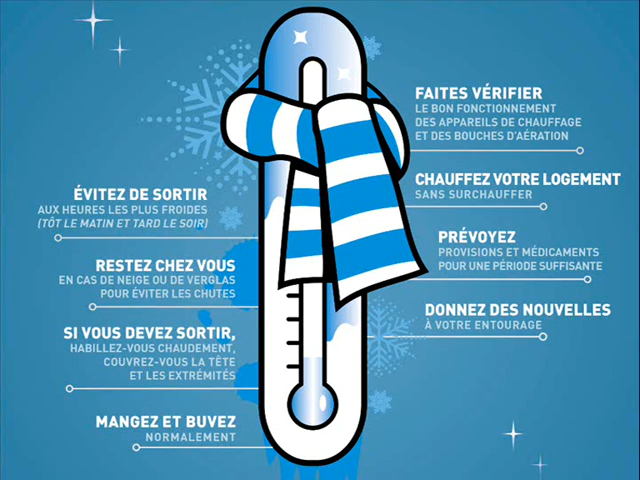 ÉVITEZ DE SORTIR
AUX HEURES LES PLUS FROIDES
(TÔT LE MATIN ET TARD LE SOIR)
RESTEZ CHEZ VOUS
EN CAS DE NEIGE OU DE VERGLAS
POUR ÉVITER LES CHUTES
SI VOUS DEVEZ SORTIR,
HABILLEZ-VOUS CHAUDEMENT,
COUVREZ-VOUS LA TÊTE
ET LES EXTRÉMITÉS
MANGEZ ET BUVEZ
NORMALEMENT
FAITES VÉRIFIER
LE BON FONCTIONNEMENT
DES APPAREILS DE CHAUFFAGE
ET DES BOUCHES D'AÉRATION
CHAUFFEZ VOTRE LOGEMENT
SANS SURCHAUFFER
PRÉVOYEZ
PROVISIONS ET MÉDICAMENTS
POUR UNE PÉRIODE SUFFISANTE
DONNEZ DES NOUVELLES
À VOTRE ENTOURAGE